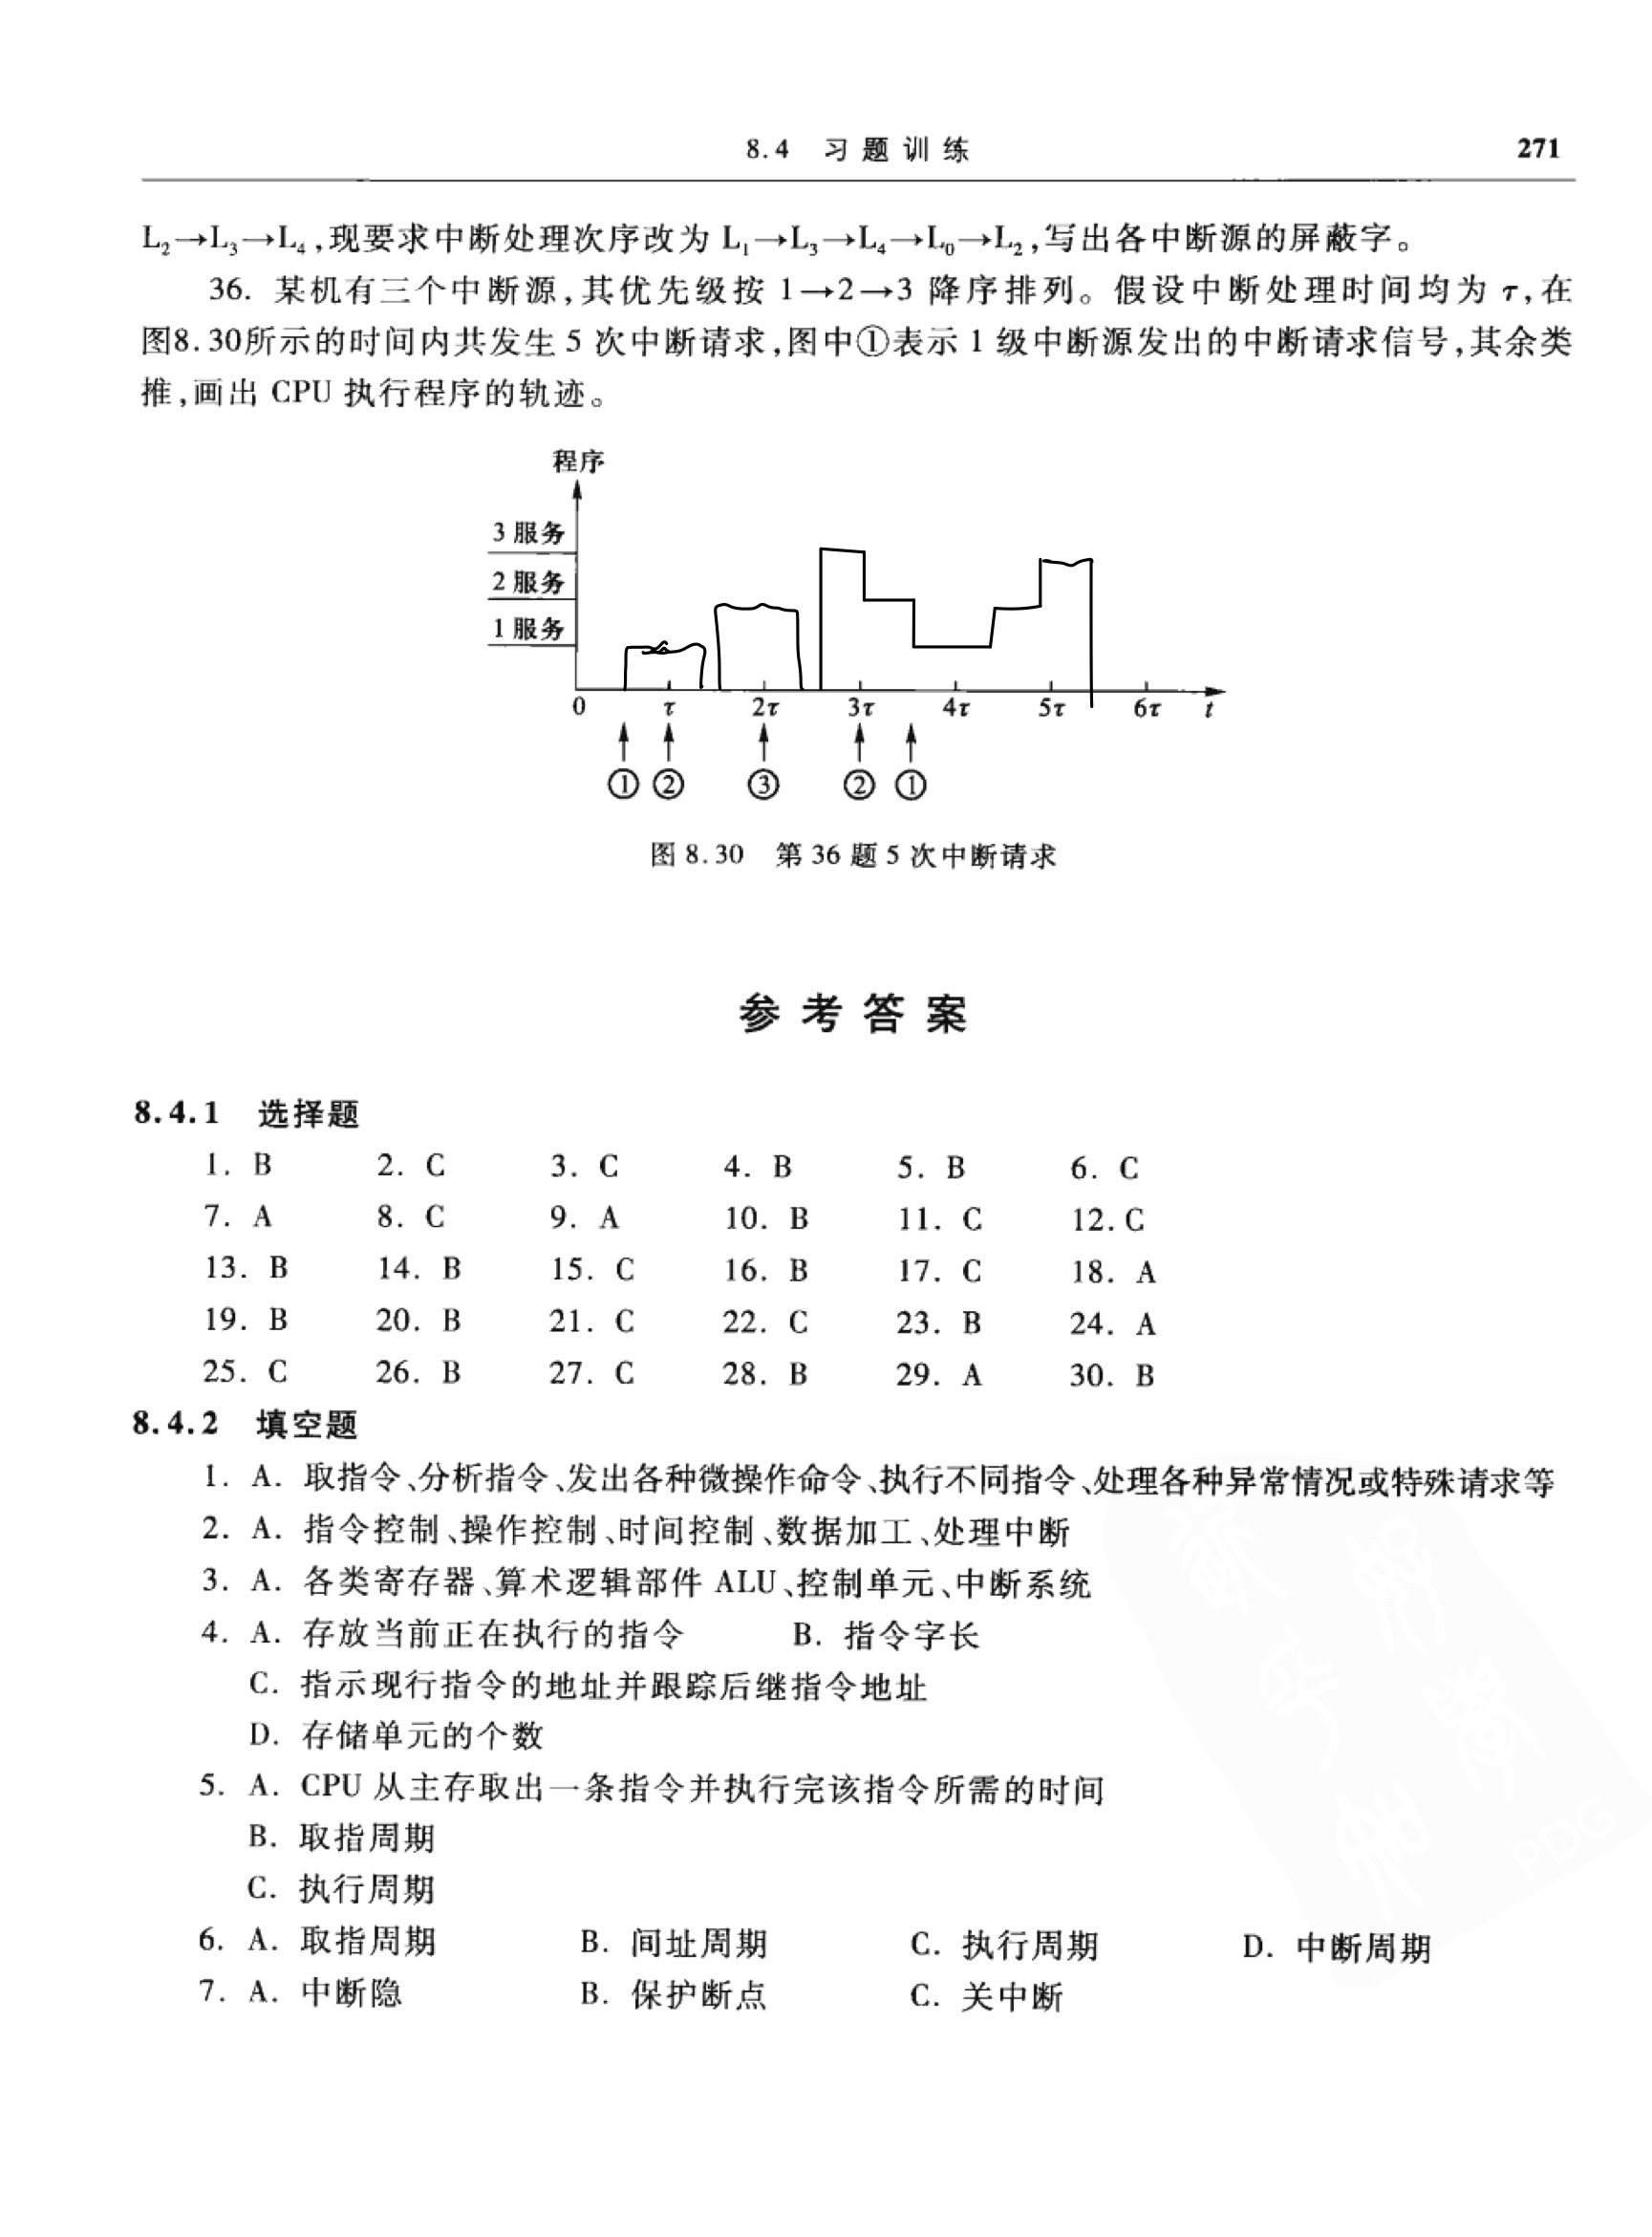 8.4 习题训练 271
L₂→L₃→L₄,现要求中断处理次序改为 L₁→L₃→L₄→L₀→L₂,写出各中断源的屏蔽字。
36. 某机有三个中断源,其优先级按 1→2→3 降序排列。假设中断处理时间均为 τ,在
图8.30所示的时间内共发生 5 次中断请求,图中①表示 1 级中断源发出的中断请求信号,其余类
推,画出 CPU 执行程序的轨迹。
程序
3 服务
2 服务
1 服务
0 τ 2τ 3τ 4τ 5τ 6τ t
① ② ③ ② ①
图 8.30 第 36 题 5 次中断请求
参考答案
8.4.1 选择题
1. B 2. C 3. C 4. B 5. B 6. C
7. A 8. C 9. A 10. B 11. C 12. C
13. B 14. B 15. C 16. B 17. C 18. A
19. B 20. B 21. C 22. C 23. B 24. A
25. C 26. B 27. C 28. B 29. A 30. B
8.4.2 填空题
1. A. 取指令、分析指令、发出各种微操作命令、执行不同指令、处理各种异常情况或特殊请求等
2. A. 指令控制、操作控制、时间控制、数据加工、处理中断
3. A. 各类寄存器、算术逻辑部件 ALU、控制单元、中断系统
4. A. 存放当前正在执行的指令 B. 指令字长
C. 指示现行指令的地址并跟踪后继指令地址
D. 存储单元的个数
5. A. CPU 从主存取出一条指令并执行完该指令所需的时间
B. 取指周期
C. 执行周期
6. A. 取指周期 B. 间址周期 C. 执行周期 D. 中断周期
7. A. 中断隐 B. 保护断点 C. 关中断
PDG